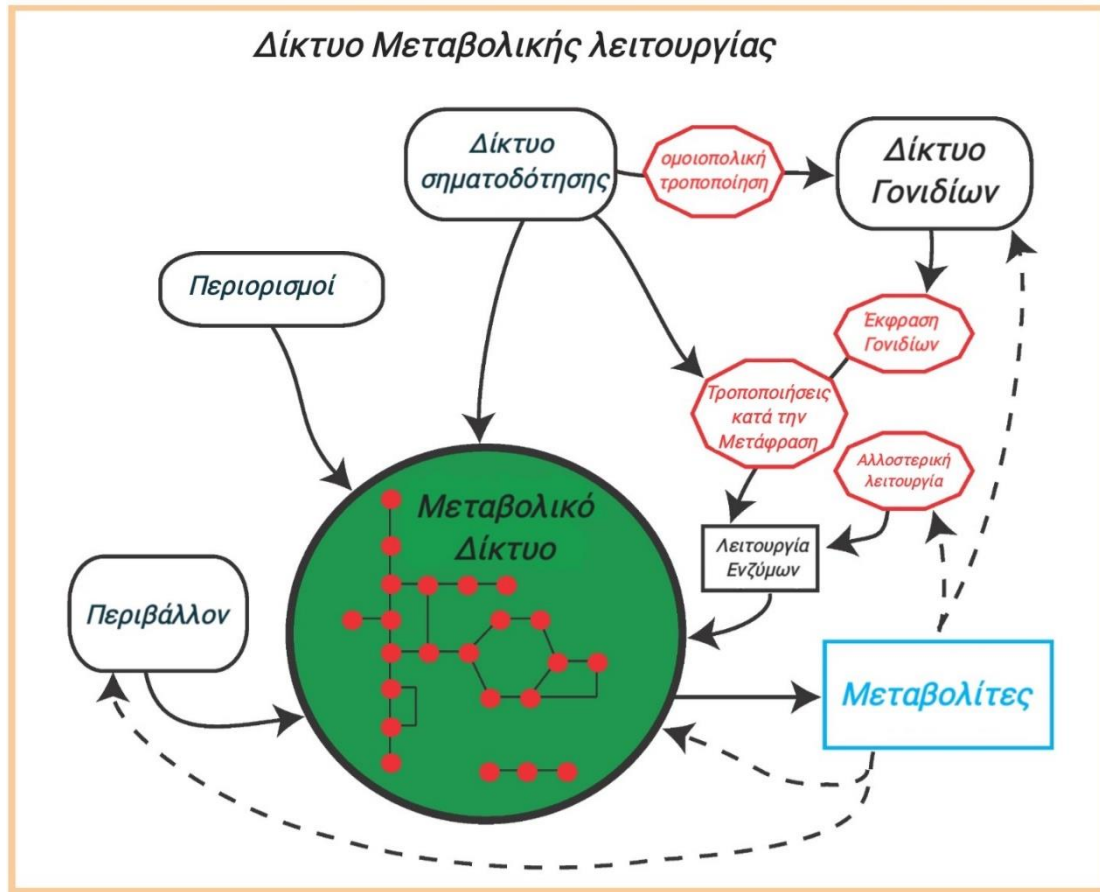 Δίκτυο Μεταβολικής λειτουργίας
Δίκτυο
σηματοδότησης
ομοιοπολική
τροποποίηση
Δίκτυο
Γονιδίων
Περιορισμοί
Έκφραση
Γονιδίων
Τροποποιήσεις
κατά την
Μετάφραση
Αλλοστερική
λειτουργία
Μεταβολικό
Δίκτυο
Λειτουργία
Ενζύμων
Περιβάλλον
Μεταβολίτες